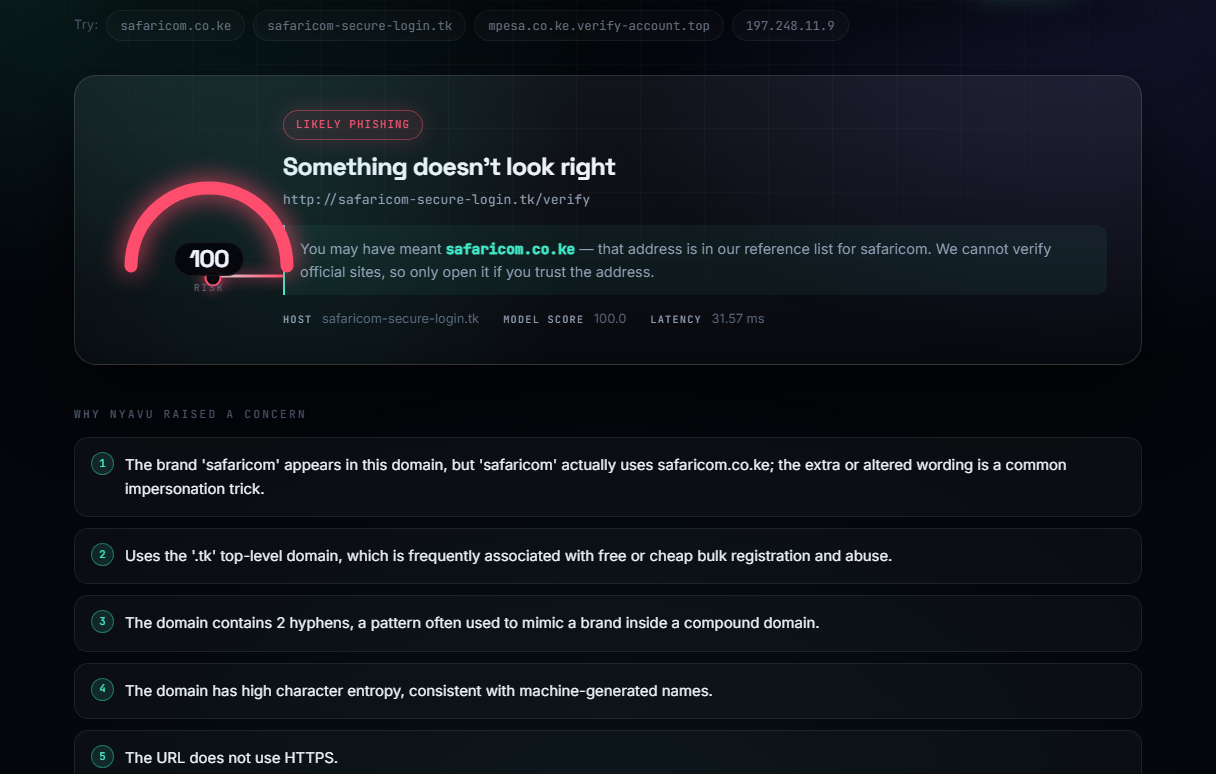 Try: safaricom.co.ke safaricom-secure-login.tk mpesa.co.ke.verify-account.top 197.248.11.9
LIKELY PHISHING
Something doesn't look right
http://safaricom-secure-login.tk/verify
100
RISK
You may have meant safaricom.co.ke — that address is in our reference list for safaricom. We cannot verify
official sites, so only open it if you trust the address.
HOST safaricom-secure-login.tk MODEL SCORE 100.0 LATENCY 31.57 ms
WHY NYAVU RAISED A CONCERN
1 The brand 'safaricom' appears in this domain, but 'safaricom' actually uses safaricom.co.ke; the extra or altered wording is a common
impersonation trick.
2 Uses the '.tk' top-level domain, which is frequently associated with free or cheap bulk registration and abuse.
3 The domain contains 2 hyphens, a pattern often used to mimic a brand inside a compound domain.
4 The domain has high character entropy, consistent with machine-generated names.
5 The URL does not use HTTPS.